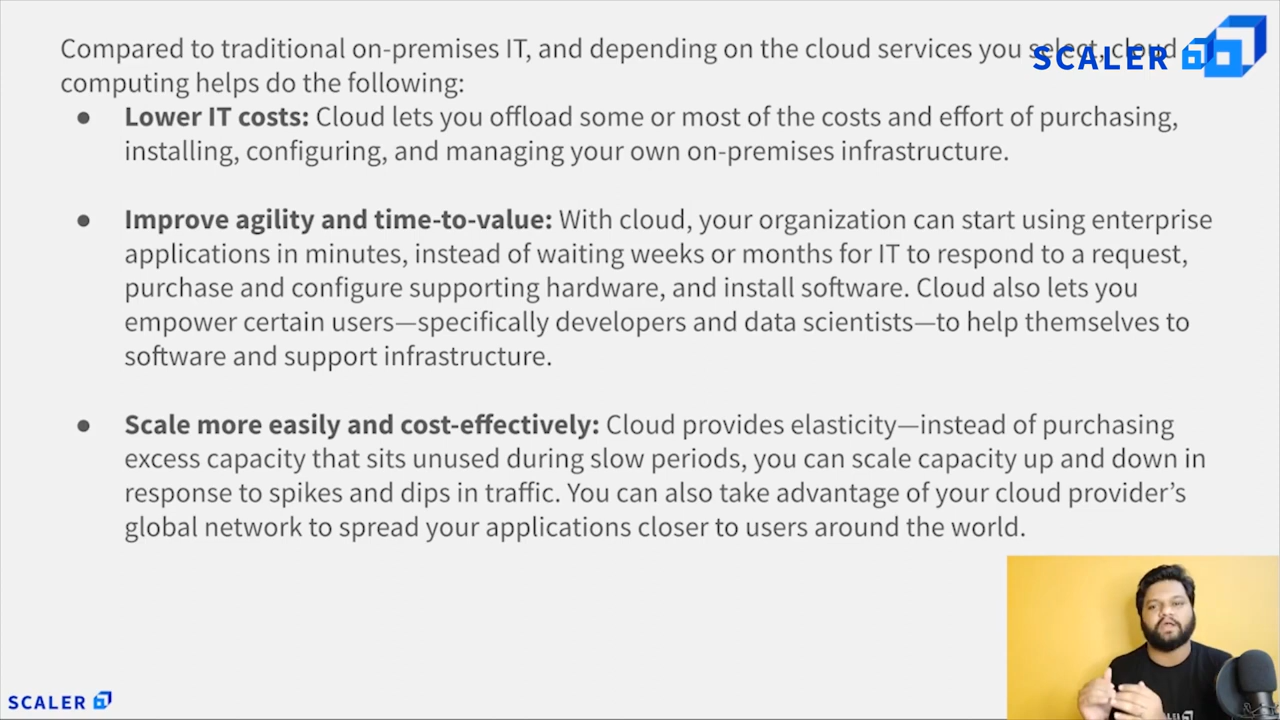 Compared to traditional on-premises IT, and depending on the cloud services you select, cloud
SCALER
computing helps do the following:
● Lower IT costs: Cloud lets you offload some or most of the costs and effort of purchasing,
installing, configuring, and managing your own on-premises infrastructure.
● Improve agility and time-to-value: With cloud, your organization can start using enterprise
applications in minutes, instead of waiting weeks or months for IT to respond to a request,
purchase and configure supporting hardware, and install software. Cloud also lets you
empower certain users—specifically developers and data scientists—to help themselves to
software and support infrastructure.
● Scale more easily and cost-effectively: Cloud provides elasticity—instead of purchasing
excess capacity that sits unused during slow periods, you can scale capacity up and down in
response to spikes and dips in traffic. You can also take advantage of your cloud provider’s
global network to spread your applications closer to users around the world.
SCALER